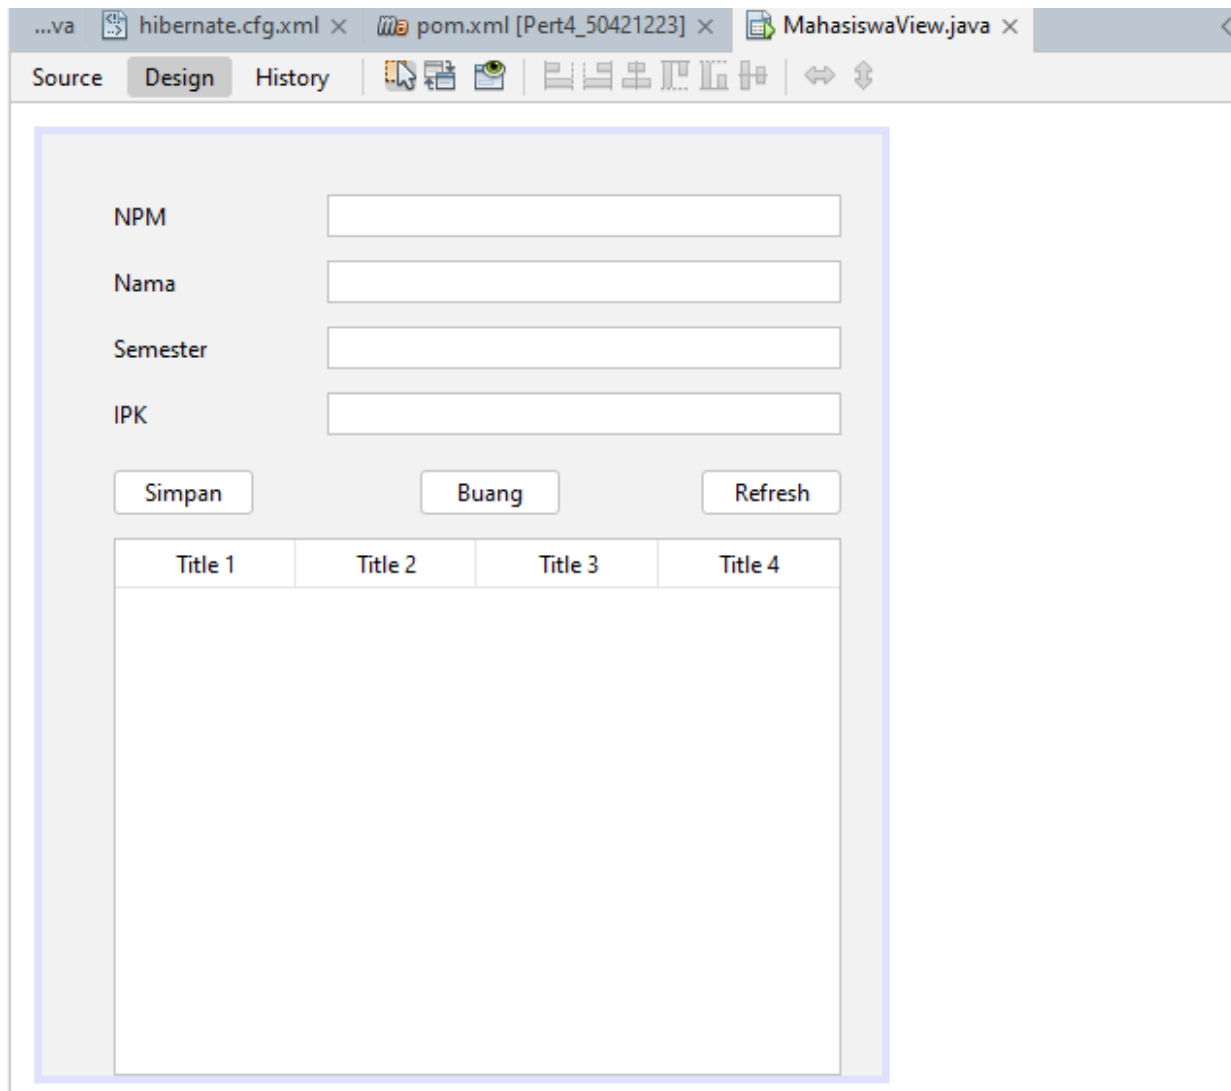 ...va hibernate.cfg.xml × pom.xml [Pert4_50421223] × MahasiswaView.java ×
Source Design History
NPM
Nama
Semester
IPK
Simpan Buang Refresh
Title 1 Title 2 Title 3 Title 4